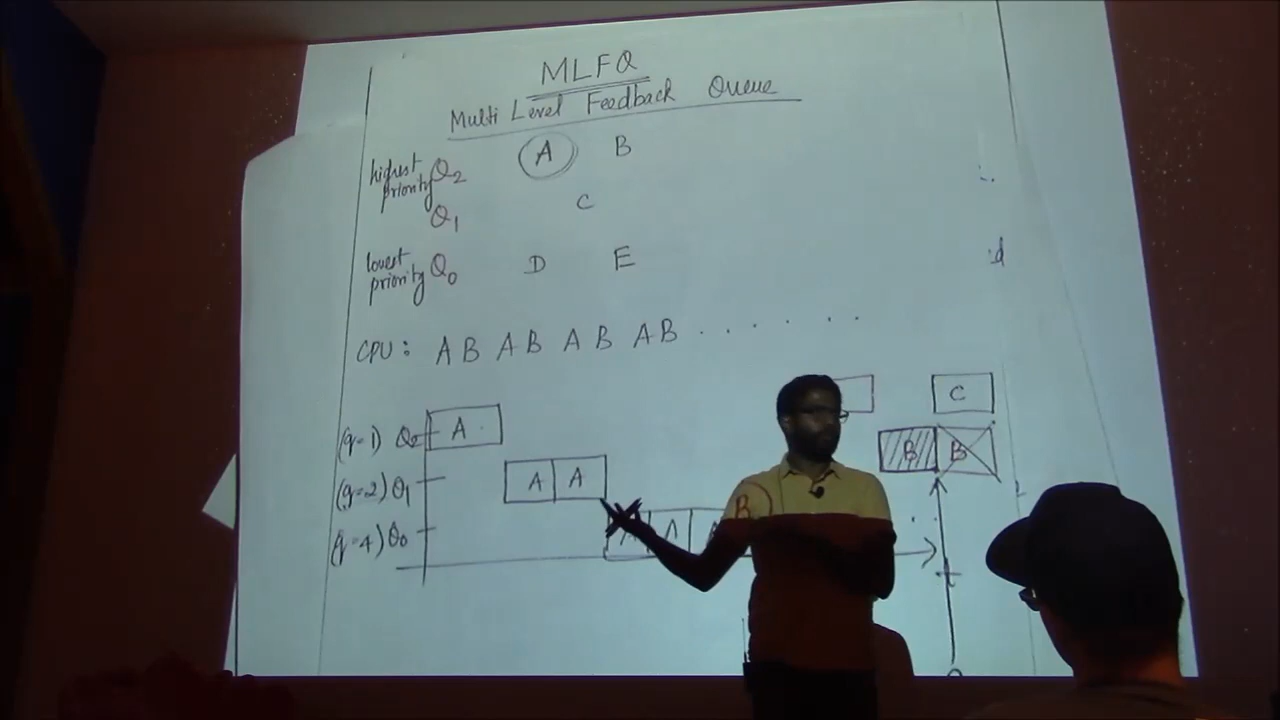 MLFQ
Multi Level Feedback Queue
highest priority Q2 A B
Q1 C
lowest priority Q0 D E
CPU: A B A B A B A B . . . . . .
C
(q=1) Q2 A B B
(q=2) Q1 A A
(q=4) Q0 A A B
t